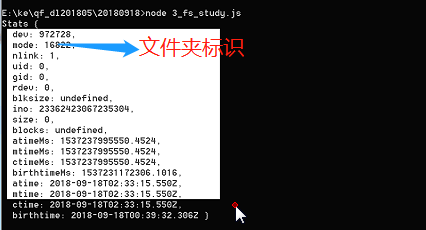 E:\ke\qf_d1201805\20180918>node 3_fs_study.js
Stats {
dev: 972728,
mode: 16822,
文件夹标识
nlink: 1,
uid: 0,
gid: 0,
rdev: 0,
blksize: undefined,
ino: 23362423067235304,
size: 0,
blocks: undefined,
atimeMs: 1537237995550.4524,
mtimeMs: 1537237995550.4524,
ctimeMs: 1537237995550.4524,
birthtimeMs: 1537231172306.1016,
atime: 2018-09-18T02:33:15.550Z,
mtime: 2018-09-18T02:33:15.550Z,
ctime: 2018-09-18T02:33:15.550Z,
birthtime: 2018-09-18T00:39:32.306Z }